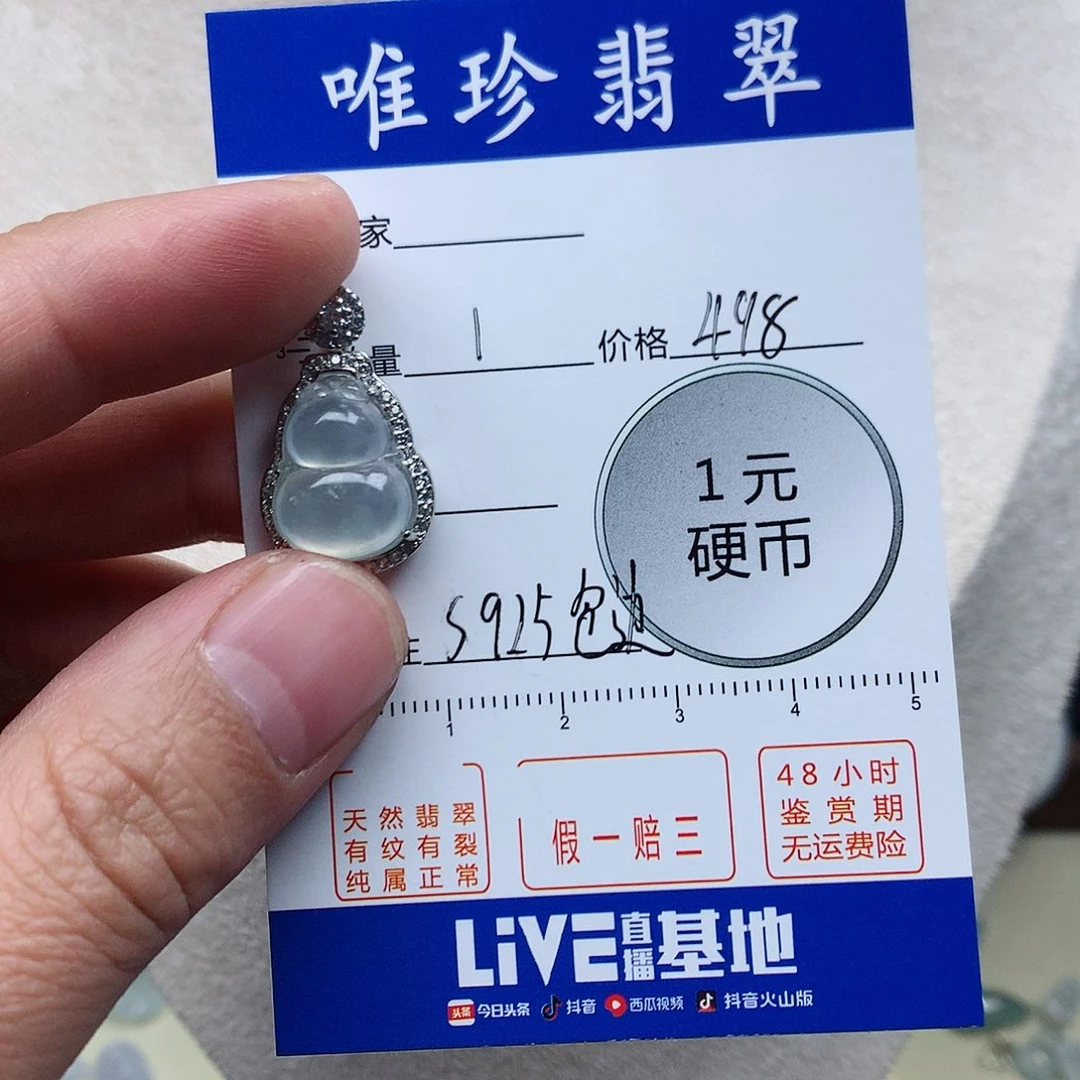 唯珍翡翠
家
量 1 价格 498
1元
硬币
S925包边
1 2 3 4 5
天然翡翠
有纹有裂
纯属正常
假一赔三
48小时
鉴赏期
无运费险
LiVE直播基地
头条 今日头条 抖音 西瓜视频 抖音火山版